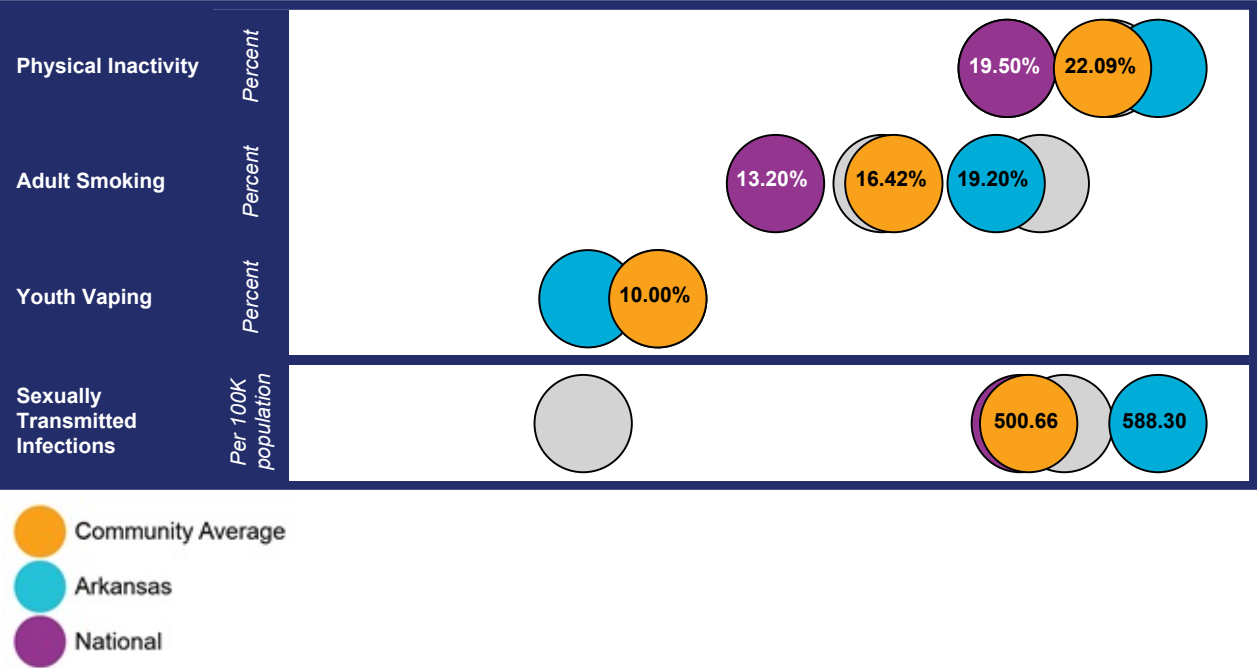 Physical Inactivity
Percent
19.50%
22.09%
Adult Smoking
Percent
13.20%
16.42%
19.20%
Youth Vaping
Percent
10.00%
Sexually
Transmitted
Infections
Per 100K
population
500.66
588.30
Community Average
Arkansas
National